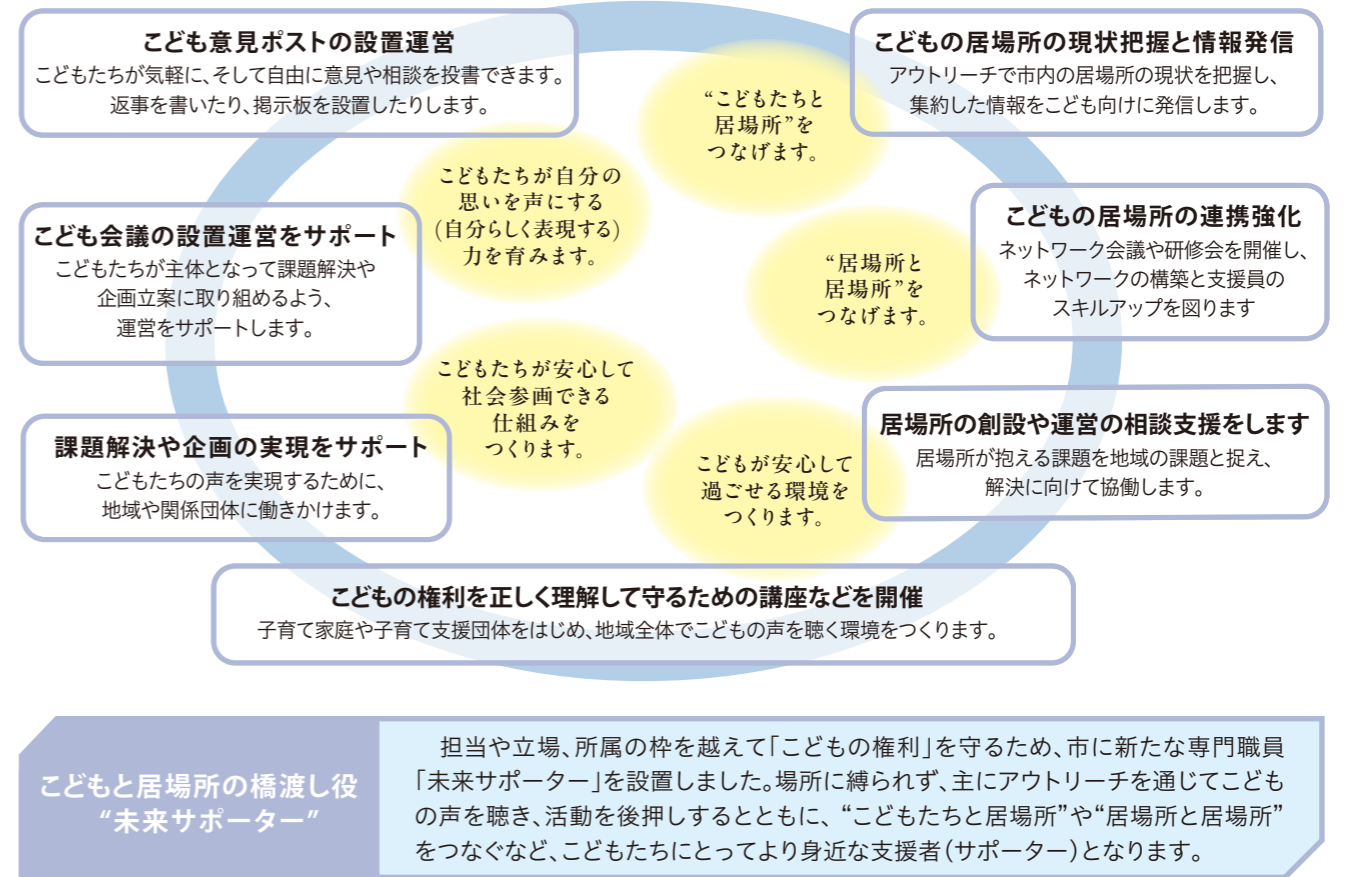 こども意見ポストの設置運営
こどもたちが気軽に、そして自由に意見や相談を投書できます。
返事を書いたり、掲示板を設置したりします。
こどもの居場所の現状把握と情報発信
アウトリーチで市内の居場所の現状を把握し、
集約した情報をこども向けに発信します。
“こどもたちと
居場所”を
つなげます。
こどもたちが自分の
思いを声にする
(自分らしく表現する)
力を育みます。
こども会議の設置運営をサポート
こどもたちが主体となって課題解決や
企画立案に取り組めるよう、
運営をサポートします。
“居場所と
居場所”を
つなげます。
こどもの居場所の連携強化
ネットワーク会議や研修会を開催し、
ネットワークの構築と支援員の
スキルアップを図ります
こどもたちが安心して
社会参画できる
仕組みを
つくります。
課題解決や企画の実現をサポート
こどもたちの声を実現するために、
地域や関係団体に働きかけます。
こどもが安心して
過ごせる環境を
つくります。
居場所の創設や運営の相談支援をします
居場所が抱える課題を地域の課題と捉え、
解決に向けて協働します。
こどもの権利を正しく理解して守るための講座などを開催
子育て家庭や子育て支援団体をはじめ、地域全体でこどもの声を聴く環境をつくります。
こどもと居場所の橋渡し役
“未来サポーター”
担当や立場、所属の枠を越えて「こどもの権利」を守るため、市に新たな専門職員
「未来サポーター」を設置しました。場所に縛られず、主にアウトリーチを通じてこども
の声を聴き、活動を後押しするとともに、“こどもたちと居場所”や“居場所と居場所”
をつなぐなど、こどもたちにとってより身近な支援者(サポーター)となります。